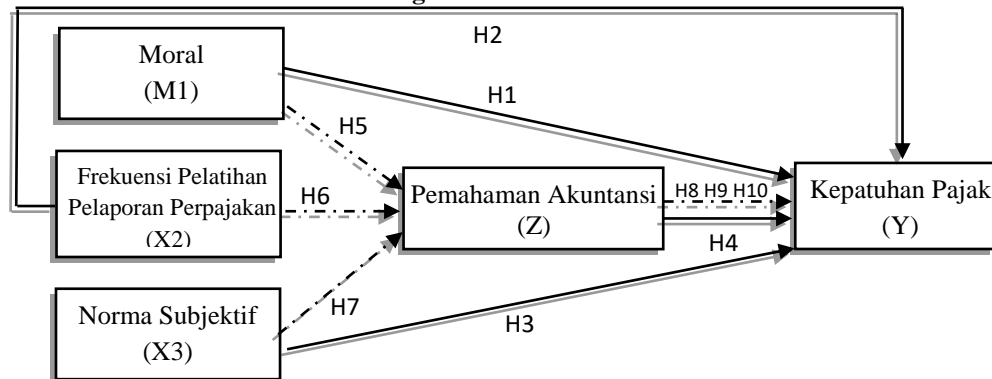 H2
Moral
(M1)
H1
H5
Frekuensi Pelatihan
Pelaporan Perpajakan
(X2)
H6
Pemahaman Akuntansi
(Z)
H8 H9 H10
Kepatuhan Pajak
(Y)
H4
H7
Norma Subjektif
(X3)
H3